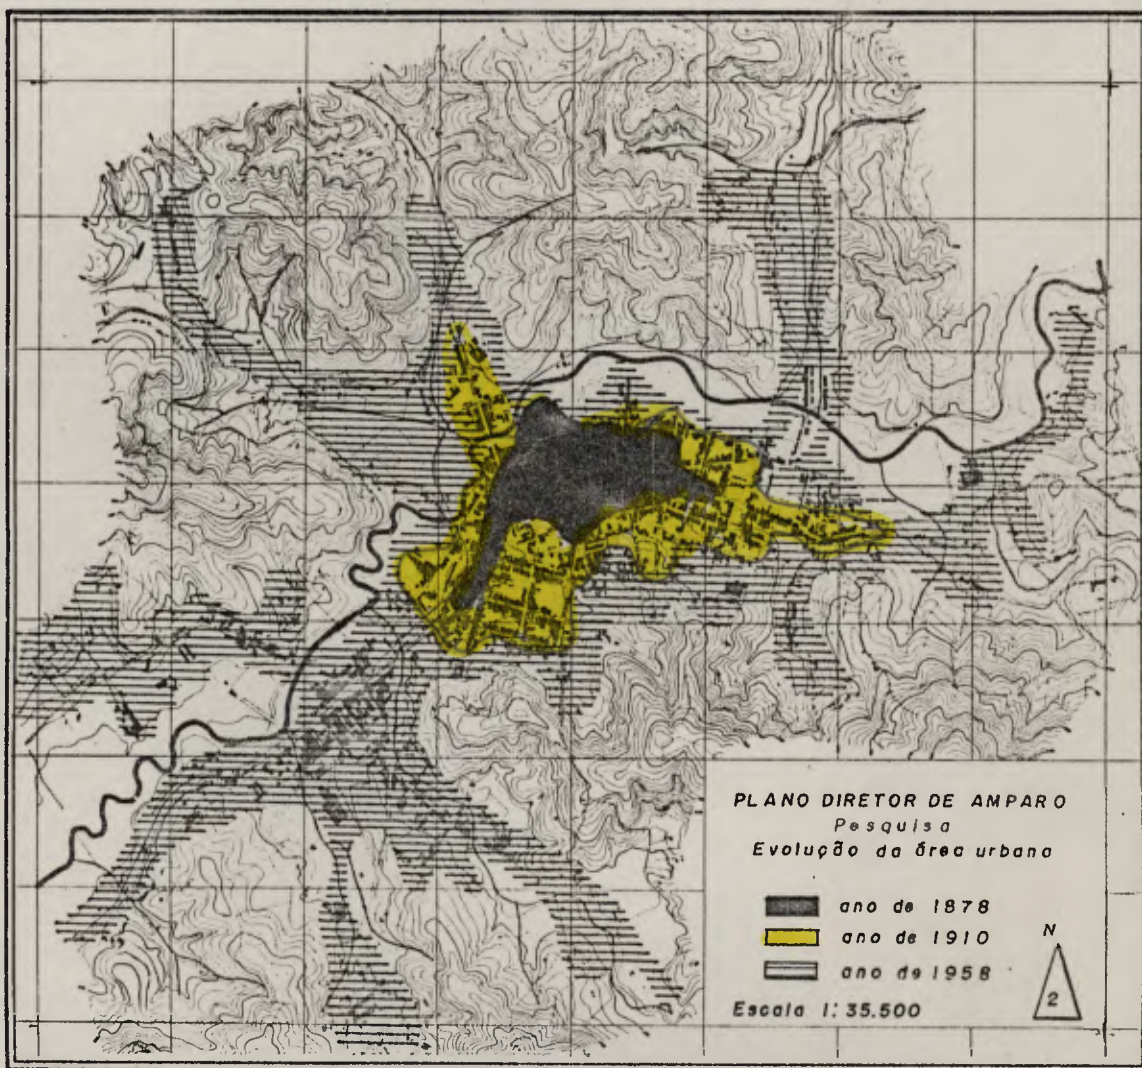 PLANO DIRETOR DE AMPARO
Pesquisa
Evolução da área urbana
ano de 1878
ano de 1910
ano de 1958
Escala 1:35.500
N
2